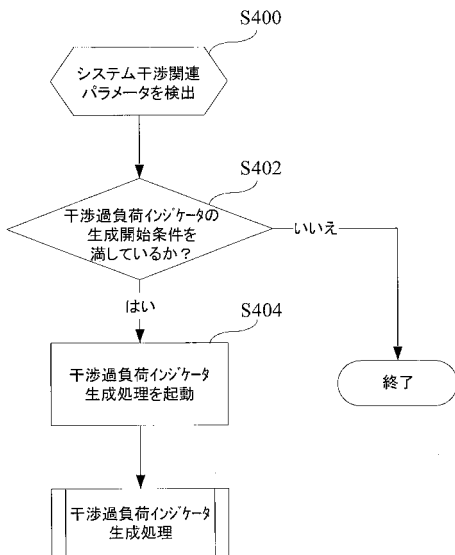 S400
システム干渉関連
パラメータを検出
S402
干渉過負荷インジケータの
生成開始条件を
満しているか？
いいえ
はい
S404
干渉過負荷インジケータ
生成処理を起動
終了
干渉過負荷インジケータ
生成処理